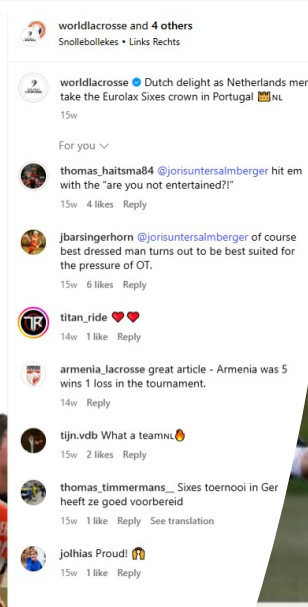 worldlacrosse and 4 others
Snollebollekes • Links Rechts
worldlacrosse Dutch delight as Netherlands men
take the Eurolax Sixes crown in Portugal 👑🇳🇱
15w
For you
thomas_haitsma84 @jorisuntersalmberger hit em
with the “are you not entertained?!”
15w 4 likes Reply
jbarsingerhorn @jorisuntersalmberger of course
best dressed man turns out to be best suited for
the pressure of OT.
15w 6 likes Reply
titan_ride ❤️❤️
14w 1 like Reply
armenia_lacrosse great article - Armenia was 5
wins 1 loss in the tournament.
14w Reply
tijn.vdb What a team🇳🇱🔥
15w 2 likes Reply
thomas_timmermans__ Sixes toernooi in Ger
heeft ze goed voorbereid
15w 1 like Reply See translation
jolhias Proud! 🙌
15w 1 like Reply